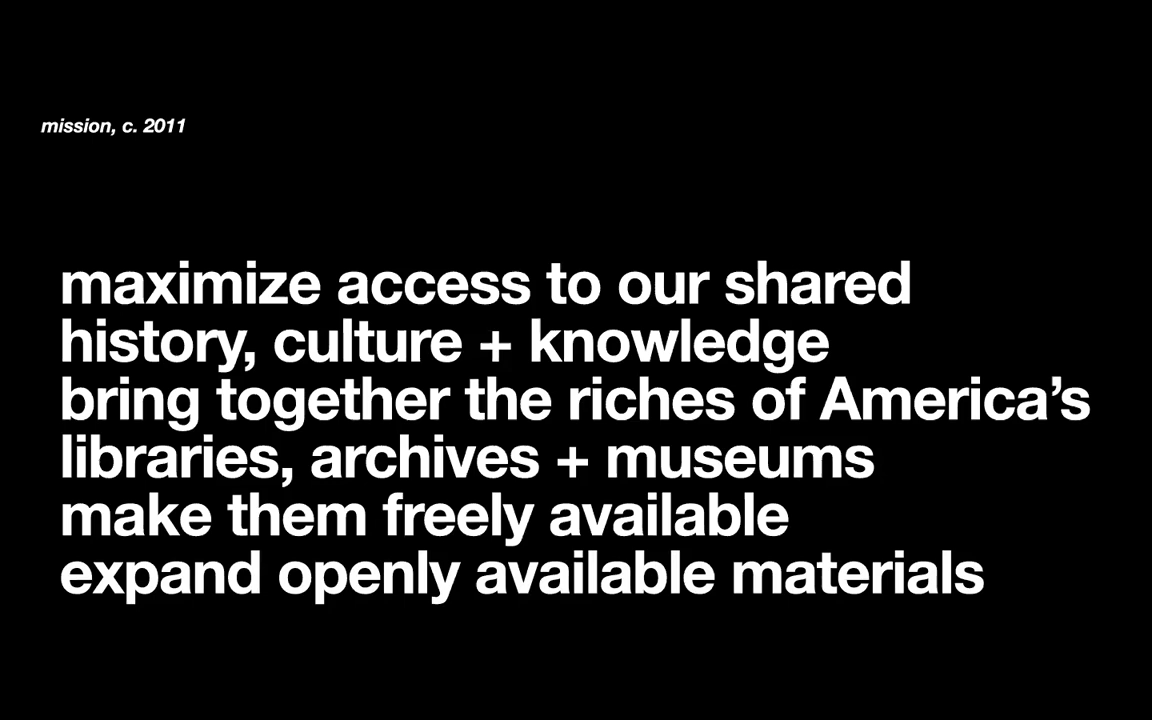 mission, c. 2011
maximize access to our shared
history, culture + knowledge
bring together the riches of America’s
libraries, archives + museums
make them freely available
expand openly available materials